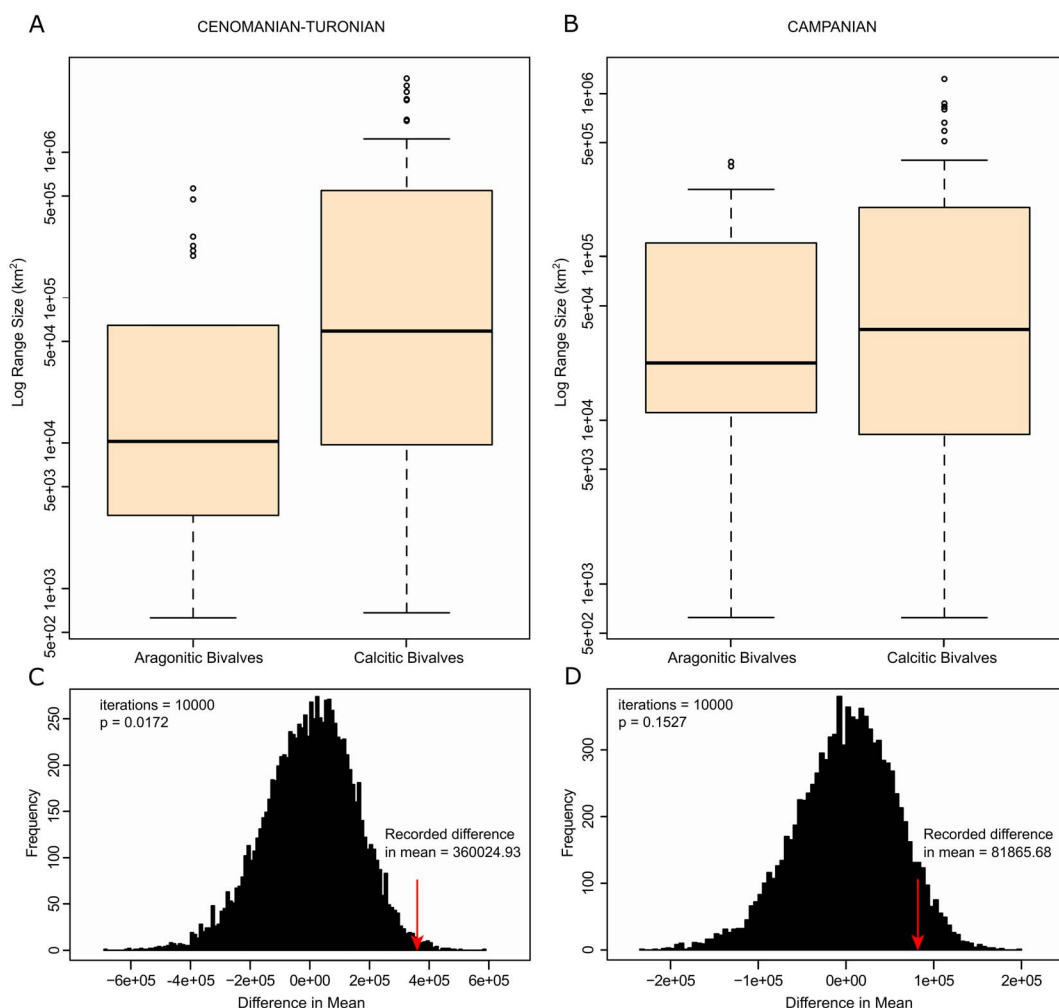 A
CENOMANIAN-TURONIAN
Log Range Size (km²)
1e+06
5e+05
1e+05
5e+04
1e+04
5e+03
1e+03
5e+02
Aragonitic Bivalves
Calcitic Bivalves
B
CAMPANIAN
Log Range Size (km²)
1e+06
5e+05
1e+05
5e+04
1e+04
5e+03
1e+03
5e+02
Aragonitic Bivalves
Calcitic Bivalves
C
iterations = 10000
p = 0.0172
Recorded difference
in mean = 360024.93
Frequency
250
200
150
100
50
0
−6e+05 −4e+05 −2e+05 0e+00 2e+05 4e+05 6e+05
Difference in Mean
D
iterations = 10000
p = 0.1527
Recorded difference
in mean = 81865.68
Frequency
300
200
100
0
−2e+05 −1e+05 0e+00 1e+05 2e+05
Difference in Mean